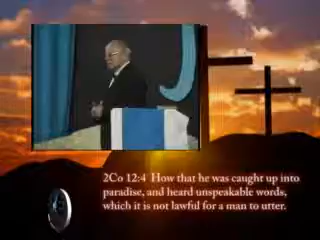 2Co 12:4 How that he was caught up into
paradise, and heard unspeakable words,
which it is not lawful for a man to utter.